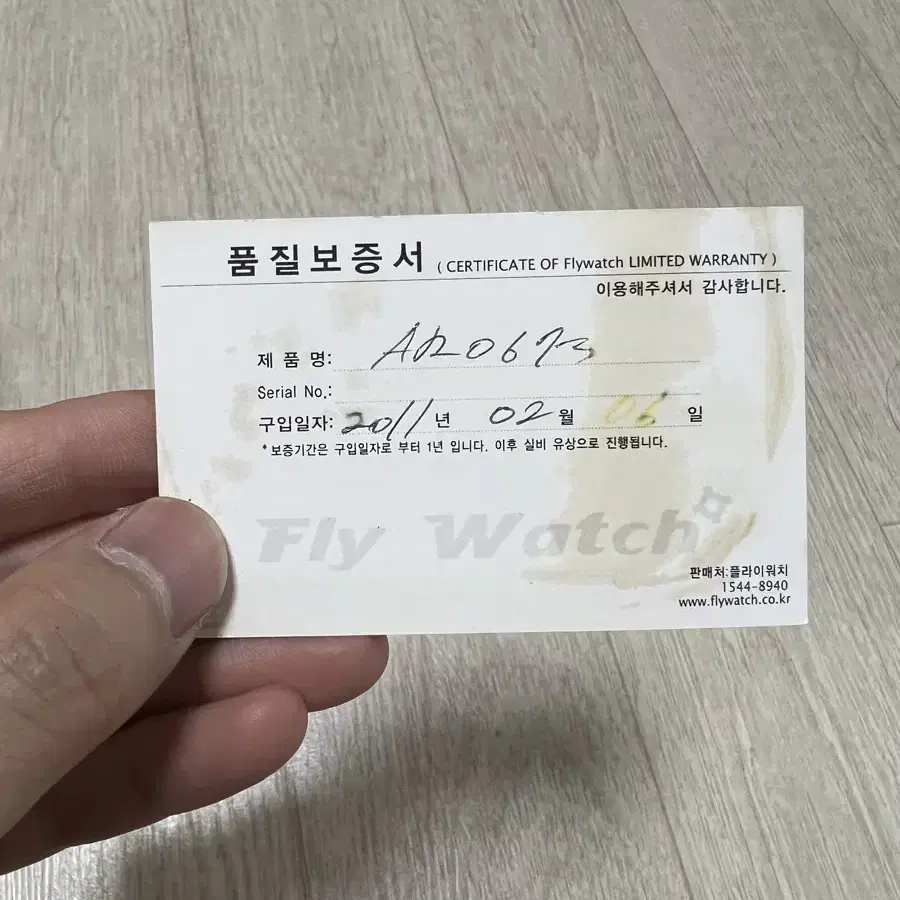 품질보증서 ( CERTIFICATE OF Flywatch LIMITED WARRANTY )
이용해주셔서 감사합니다.
제 품 명: AR0673
Serial No.:
구입일자: 2011 년 02 월 06 일
* 보증기간은 구입일자로 부터 1년 입니다. 이후 실비 유상으로 진행됩니다.
Fly Watch
판매처:플라이워치
1544-8940
www.flywatch.co.kr